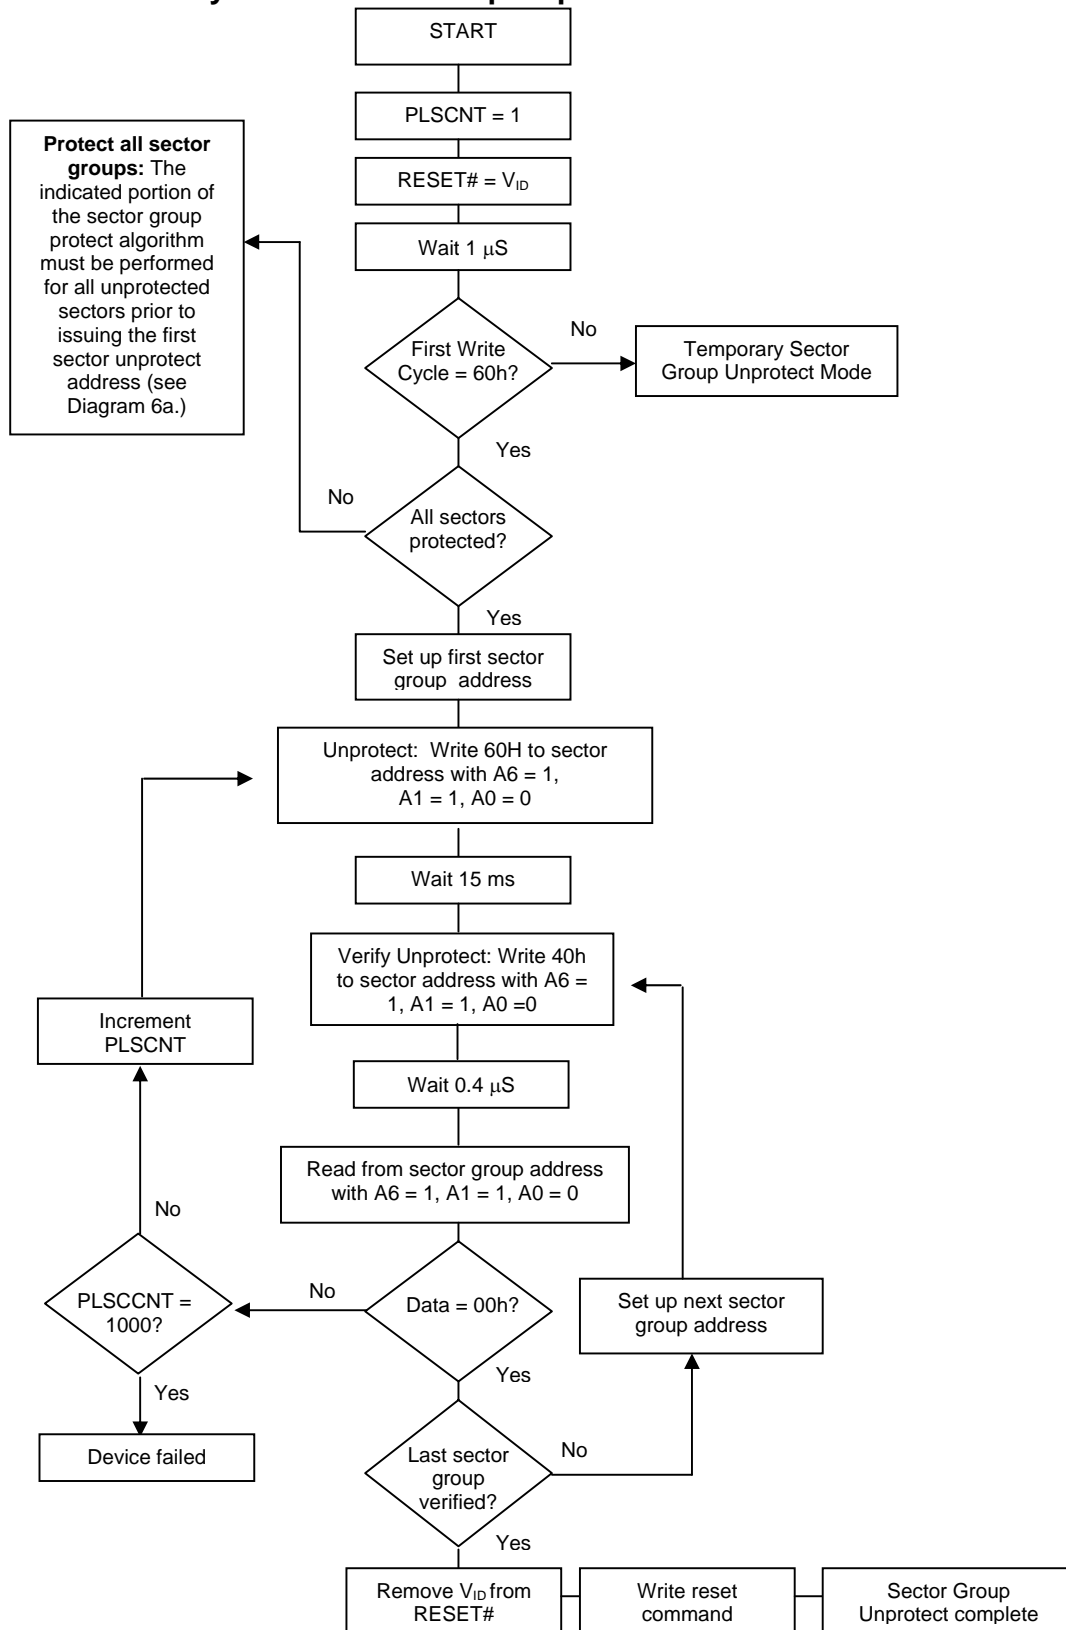 START
PLSCNT = 1
RESET# = VID
Wait 1 μS
Protect all sector
groups: The
indicated portion of
the sector group
protect algorithm
must be performed
for all unprotected
sectors prior to
issuing the first
sector unprotect
address (see
Diagram 6a.)
First Write
Cycle = 60h?
No
Temporary Sector
Group Unprotect Mode
Yes
No
All sectors
protected?
Yes
Set up first sector
group address
Unprotect: Write 60H to sector
address with A6 = 1,
A1 = 1, A0 = 0
Wait 15 ms
Verify Unprotect: Write 40h
to sector address with A6 =
1, A1 = 1, A0 =0
Increment
PLSCNT
Wait 0.4 μS
Read from sector group address
with A6 = 1, A1 = 1, A0 = 0
No
PLSCCNT =
1000?
No
Data = 00h?
Set up next sector
group address
Yes
Yes
Device failed
Last sector
group
verified?
No
Yes
Remove VID from
RESET#
Write reset
command
Sector Group
Unprotect complete